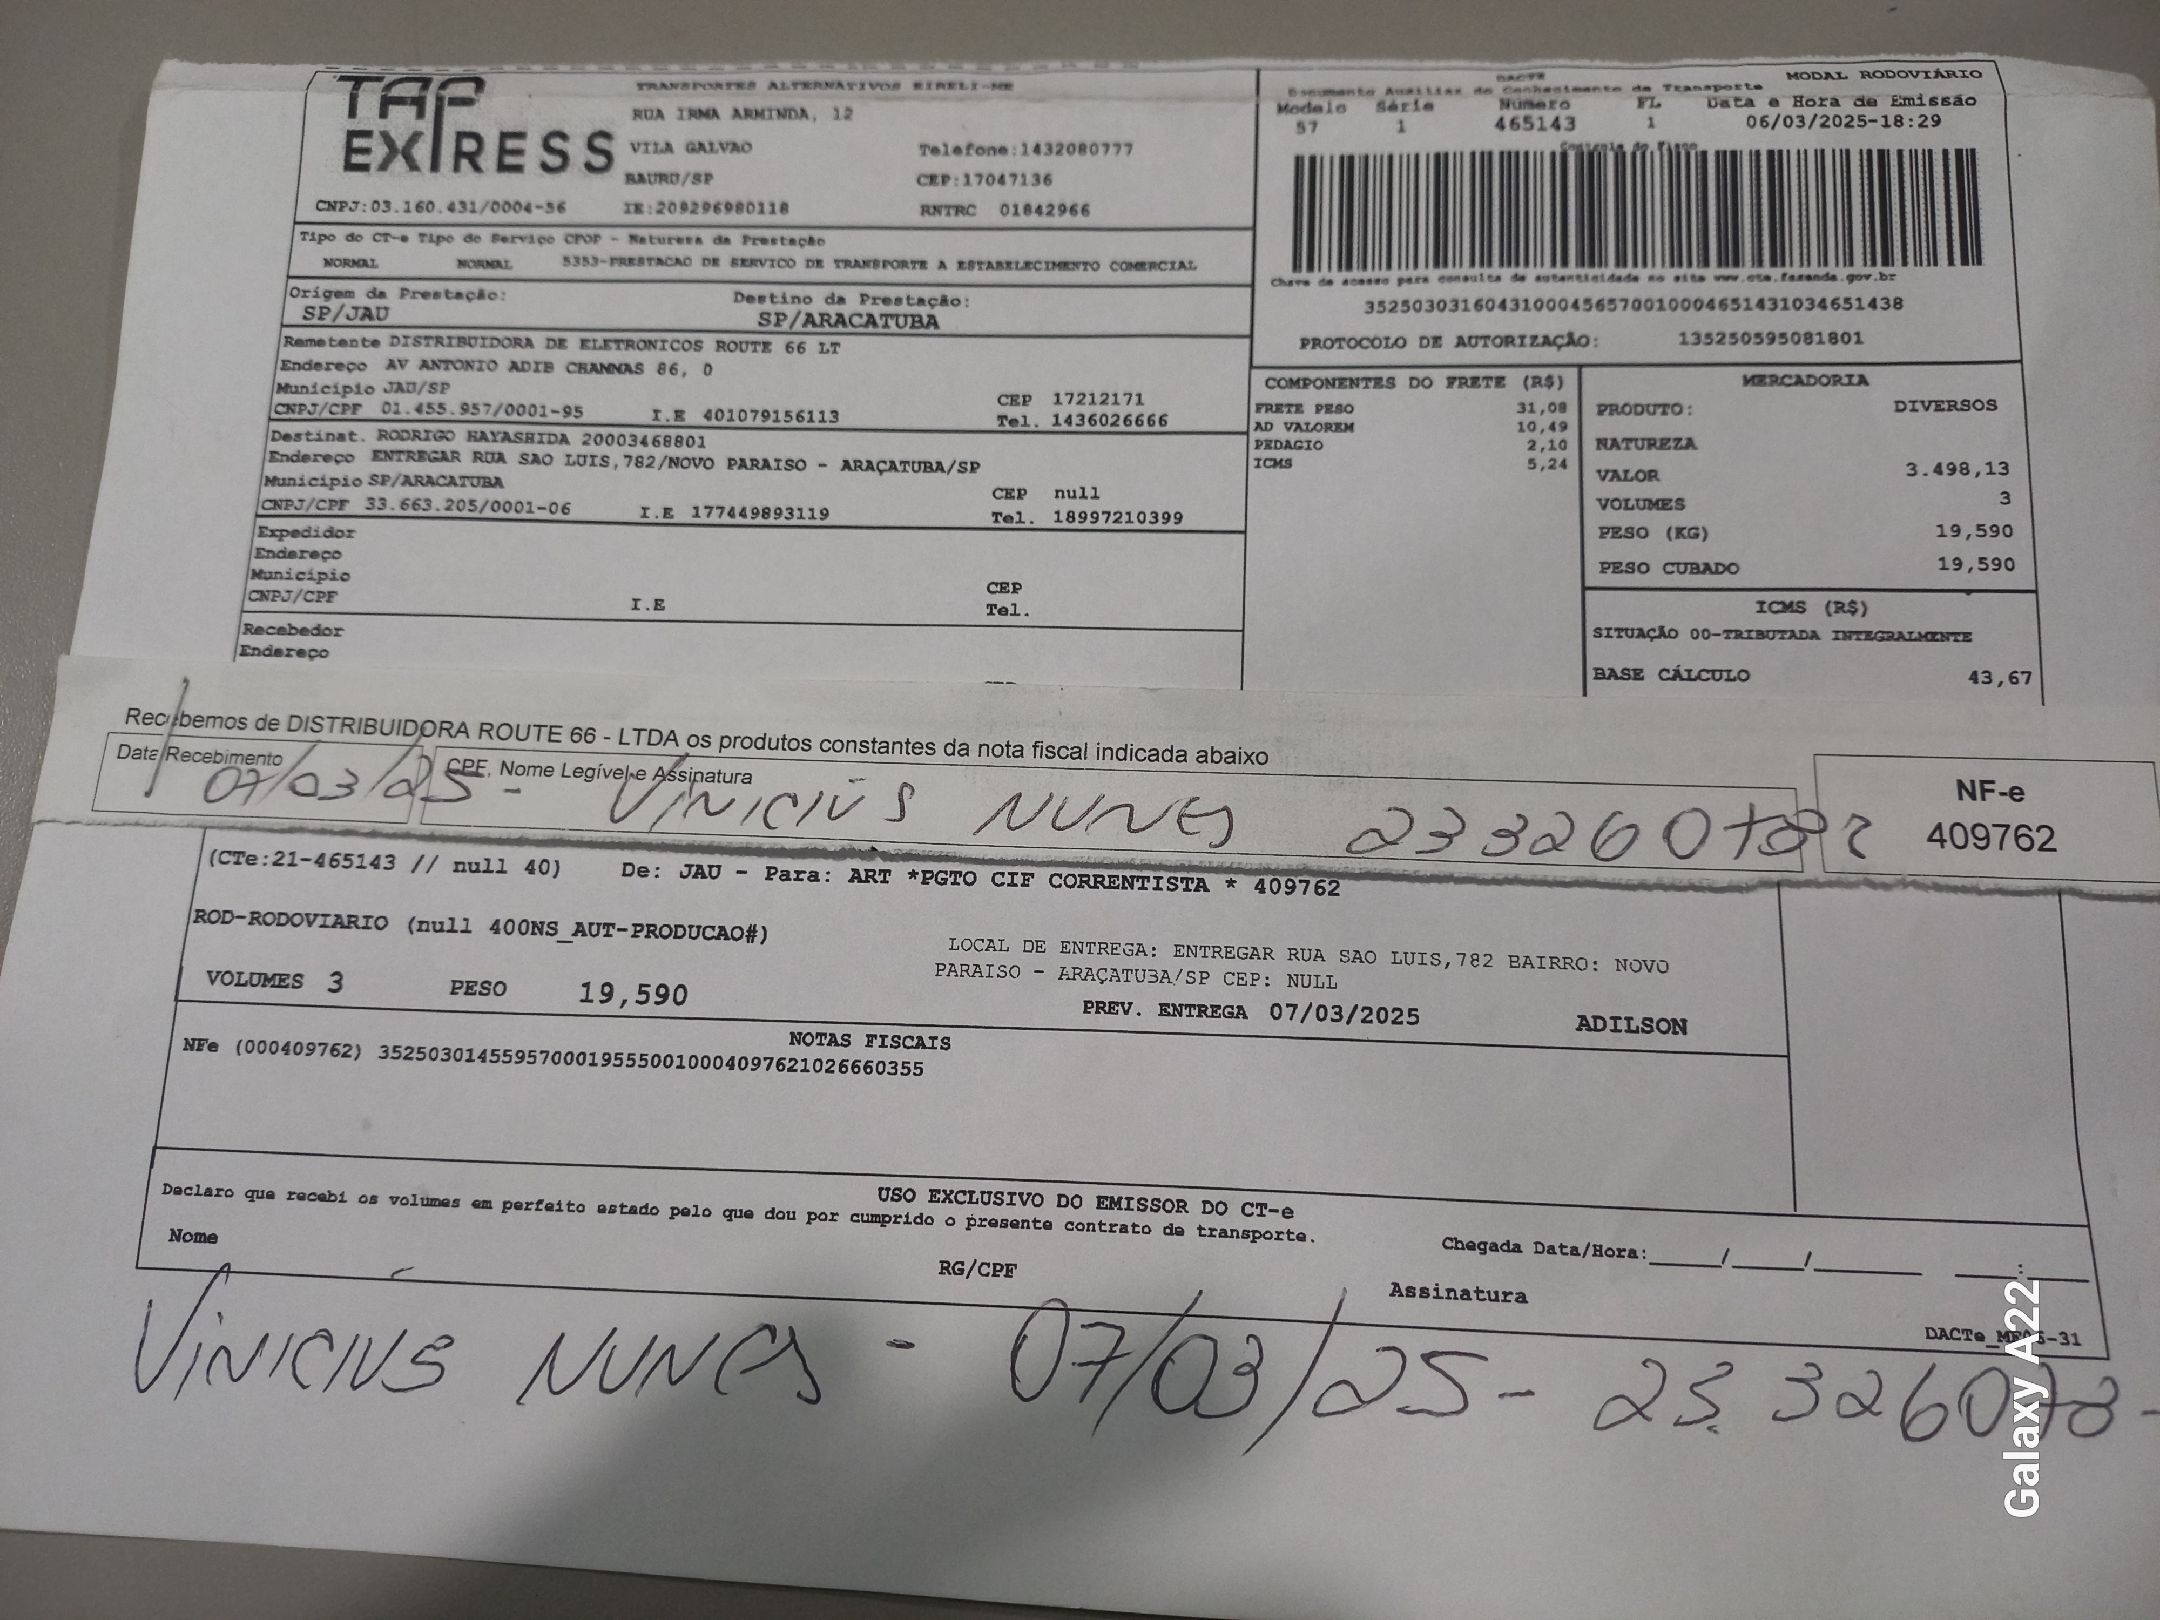 TAP EXPRESS
TRANSPORTES ALTERNATIVOS EIRELI-ME
RUA IRMA ARMINDA, 12
VILA GALVAO Telefone:1432080777
BAURU/SP CEP:17047136
CNPJ:03.160.431/0004-56 IE:209296980118 RNTRC 01842966
Tipo do CT-e Tipo do Serviço CFOP - Natureza da Prestação
NORMAL NORMAL 5353-PRESTACAO DE SERVICO DE TRANSPORTE A ESTABELECIMENTO COMERCIAL
Origem da Prestação: Destino da Prestação:
SP/JAU SP/ARACATUBA
Remetente DISTRIBUIDORA DE ELETRONICOS ROUTE 66 LT
Endereço AV ANTONIO ADIB CHAMMAS 86, 0
Município JAU/SP CEP 17212171
CNPJ/CPF 01.455.957/0001-95 I.E 401079156113 Tel. 1436026666
Destinat. RODRIGO HAYASHIDA 20003468801
Endereço ENTREGAR RUA SAO LUIS,782/NOVO PARAISO - ARAÇATUBA/SP
Município SP/ARACATUBA CEP null
CNPJ/CPF 33.663.205/0001-06 I.E 177449893119 Tel. 18997210399
Expedidor
Endereço
Município CEP
CNPJ/CPF I.E Tel.
Recebedor
Endereço
DACTE MODAL RODOVIÁRIO
Documento Auxiliar do Conhecimento de Transporte
Modelo Série Número FL Data e Hora de Emissão
57 1 465143 1 06/03/2025-18:29
Controle do Fisco
Chave de acesso para consulta de autenticidade no site www.cte.fazenda.gov.br
35250303160431000456570010004651431034651438
PROTOCOLO DE AUTORIZAÇÃO: 135250595081801
COMPONENTES DO FRETE (R$)
FRETE PESO 31,08
AD VALOREM 10,49
PEDAGIO 2,10
ICMS 5,24
MERCADORIA
PRODUTO: DIVERSOS
NATUREZA
VALOR 3.498,13
VOLUMES 3
PESO (KG) 19,590
PESO CUBADO 19,590
ICMS (R$)
SITUAÇÃO 00-TRIBUTADA INTEGRALMENTE
BASE CÁLCULO 43,67
Recebemos de DISTRIBUIDORA ROUTE 66 - LTDA os produtos constantes da nota fiscal indicada abaixo
Data Recebimento CPF, Nome Legível e Assinatura NF-e
07/03/25 - VINICIUS NUNES 409762
(CTe:21-465143 // null 40) De: JAU - Para: ART *PGTO CIF CORRENTISTA * 409762
ROD-RODOVIARIO (null 400NS_AUT-PRODUCAO#)
LOCAL DE ENTREGA: ENTREGAR RUA SAO LUIS,782 BAIRRO: NOVO
PARAISO - ARAÇATUBA/SP CEP: NULL
VOLUMES 3 PESO 19,590 PREV. ENTREGA 07/03/2025 ADILSON
NOTAS FISCAIS
NFe (000409762) 35250301455957000195550010004097621026660355
USO EXCLUSIVO DO EMISSOR DO CT-e
Declaro que recebi os volumes em perfeito estado pelo que dou por cumprido o presente contrato de transporte.
Nome RG/CPF Assinatura Chegada Data/Hora:____/____/______ ____:____
VINICIUS NUNES - 07/03/25 - 23.326078-
Galaxy A22